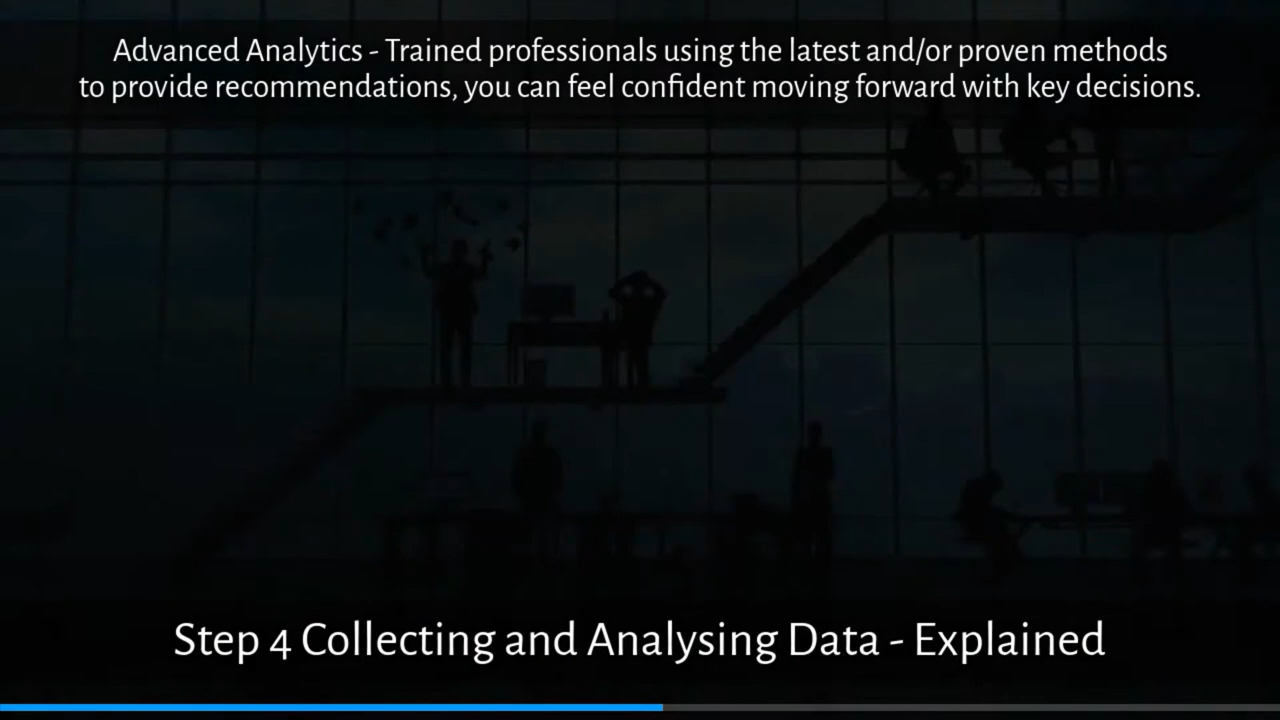 Advanced Analytics - Trained professionals using the latest and/or proven methods
to provide recommendations, you can feel confident moving forward with key decisions.
Step 4 Collecting and Analysing Data - Explained